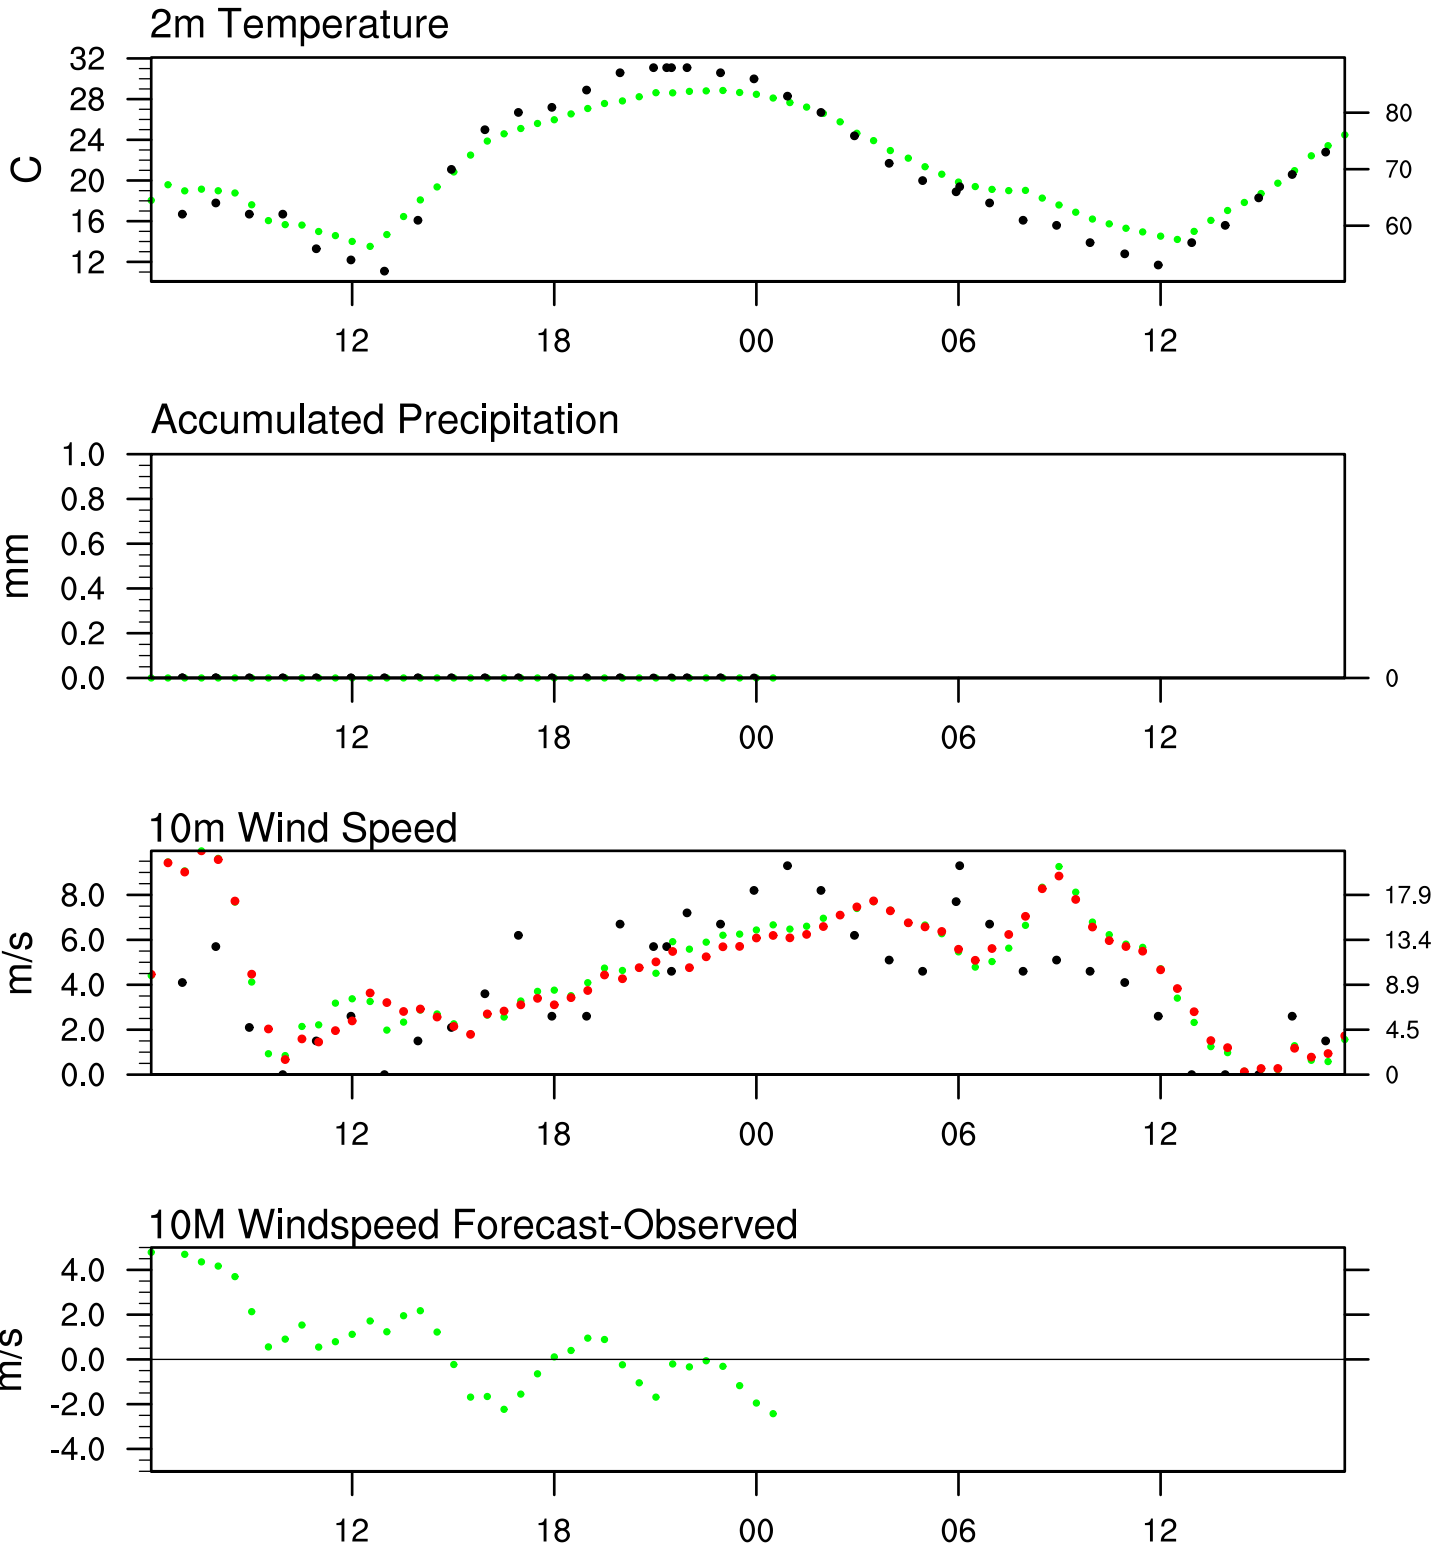 2m Temperature
32
28
24
20
16
12
C
80
70
60
12 18 00 06 12
Accumulated Precipitation
1.0
0.8
0.6
0.4
0.2
0.0
mm
0
12 18 00 06 12
10m Wind Speed
8.0
6.0
4.0
2.0
0.0
m/s
17.9
13.4
8.9
4.5
0
12 18 00 06 12
10M Windspeed Forecast-Observed
4.0
2.0
0.0
-2.0
-4.0
m/s
12 18 00 06 12